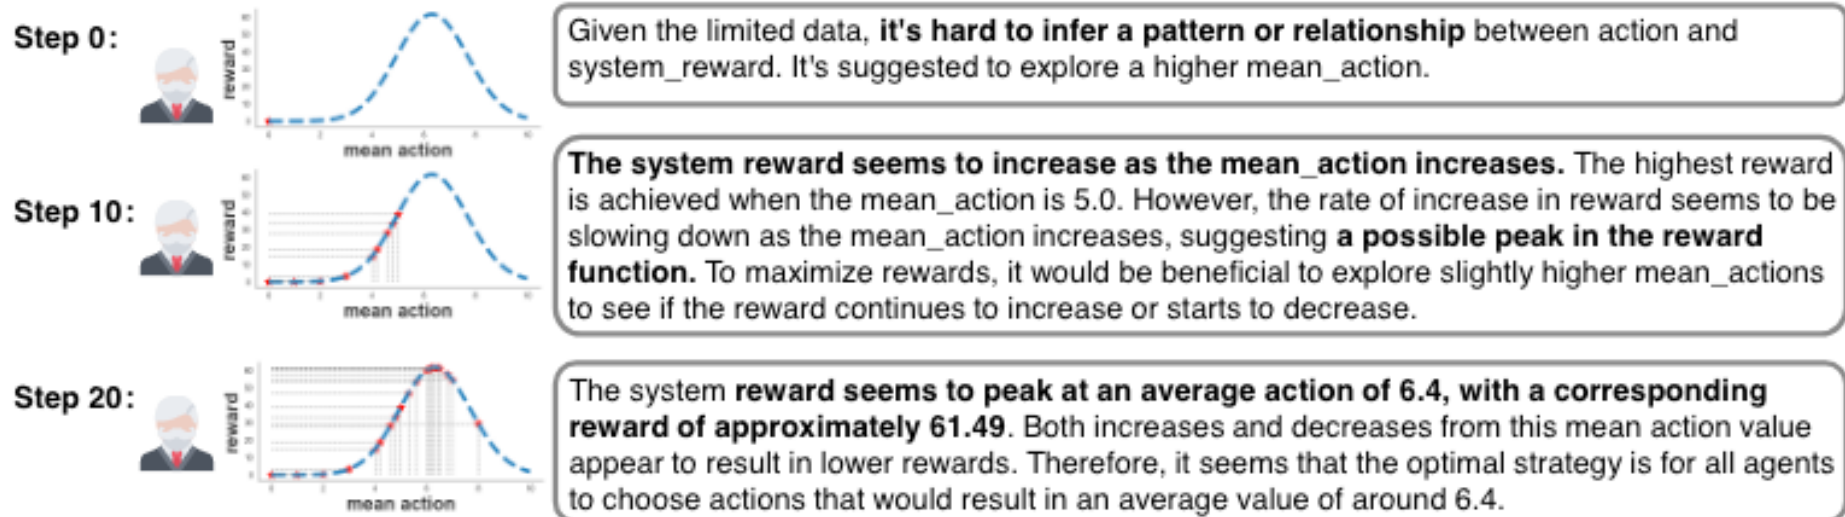 Step 0:
reward
mean action
Given the limited data, it's hard to infer a pattern or relationship between action and
system_reward. It's suggested to explore a higher mean_action.
Step 10:
reward
mean action
The system reward seems to increase as the mean_action increases. The highest reward
is achieved when the mean_action is 5.0. However, the rate of increase in reward seems to be
slowing down as the mean_action increases, suggesting a possible peak in the reward
function. To maximize rewards, it would be beneficial to explore slightly higher mean_actions
to see if the reward continues to increase or starts to decrease.
Step 20:
reward
mean action
The system reward seems to peak at an average action of 6.4, with a corresponding
reward of approximately 61.49. Both increases and decreases from this mean action value
appear to result in lower rewards. Therefore, it seems that the optimal strategy is for all agents
to choose actions that would result in an average value of around 6.4.